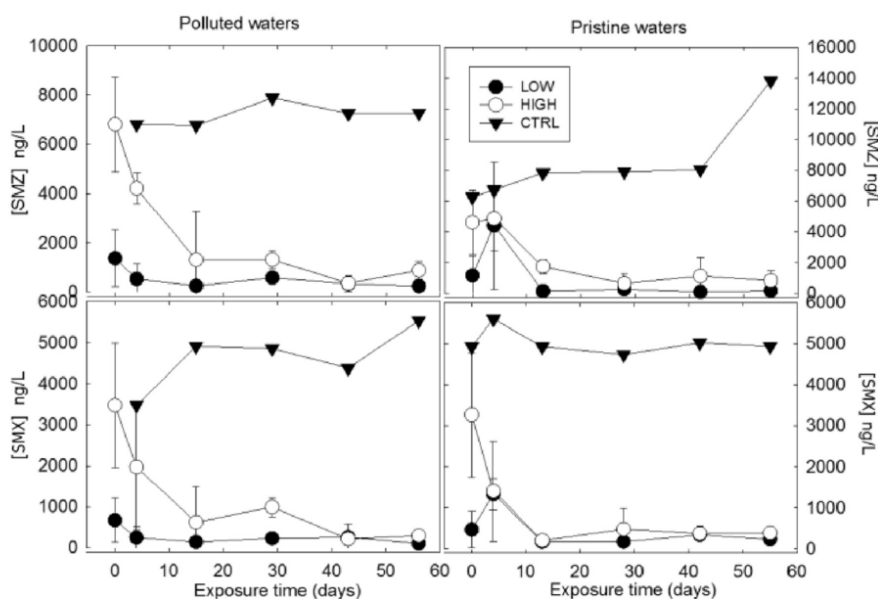 Polluted waters
Pristine waters
10000
8000
6000
4000
2000
0
[SMZ] ng/L
LOW
HIGH
CTRL
16000
14000
12000
10000
8000
6000
4000
2000
0
[SMZ] ng/L
6000
5000
4000
3000
2000
1000
0
[SMX] ng/L
6000
5000
4000
3000
2000
1000
0
[SMX] ng/L
0 10 20 30 40 50 60
0 10 20 30 40 50 60
Exposure time (days)
Exposure time (days)